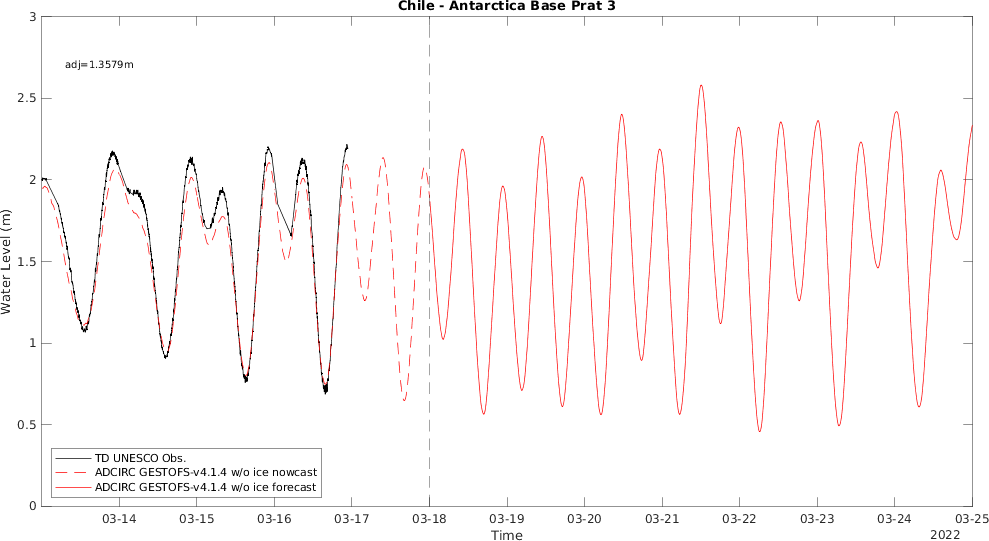 Chile - Antarctica Base Prat 3
3
adj=1.3579m
2.5
2
1.5
1
0.5
0
Water Level (m)
TD UNESCO Obs.
ADCIRC GESTOFS-v4.1.4 w/o ice nowcast
ADCIRC GESTOFS-v4.1.4 w/o ice forecast
03-14 03-15 03-16 03-17 03-18 03-19 03-20 03-21 03-22 03-23 03-24 03-25
Time
2022